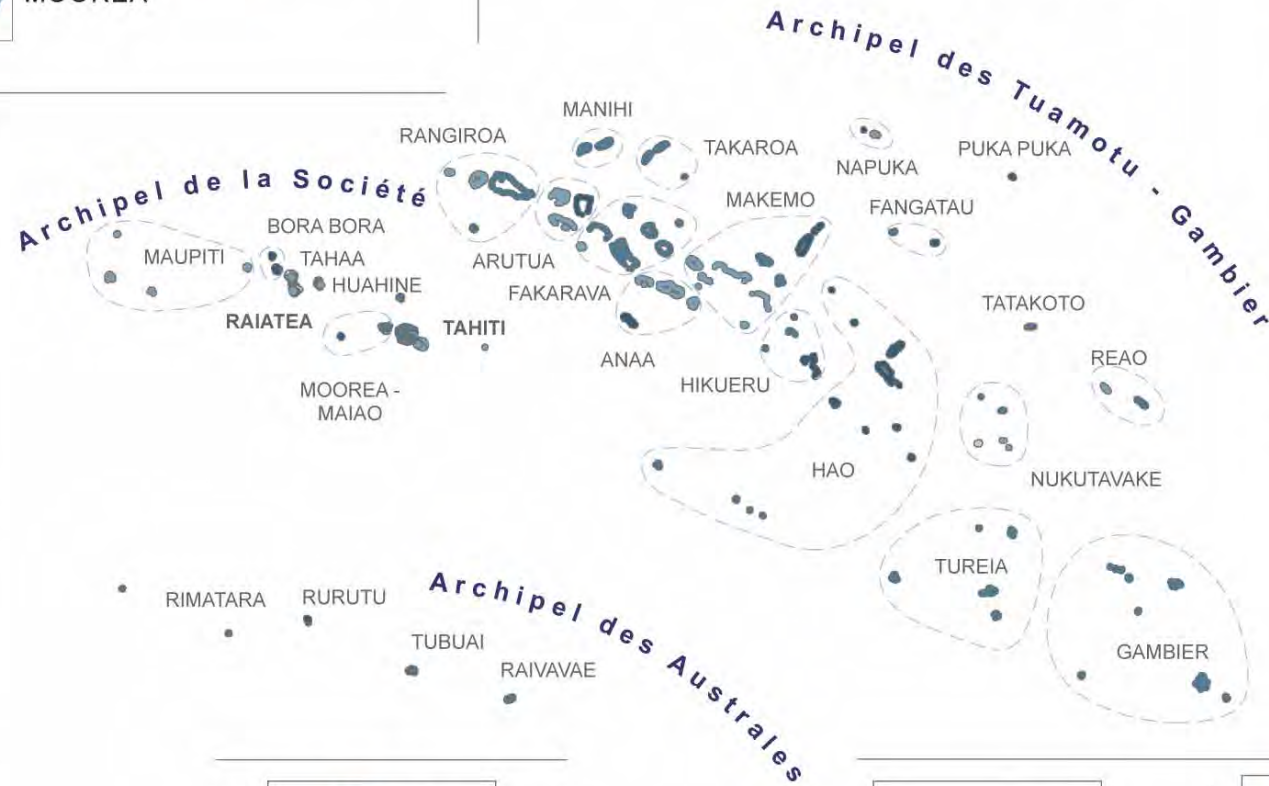 MOOREA
Archipel des Tuamotu - Gambier
MANIHI
RANGIROA
TAKAROA
NAPUKA
PUKA PUKA
Archipel de la Société
MAKEMO
FANGATAU
BORA BORA
MAUPITI
TAHAA
ARUTUA
HUAHINE
FAKARAVA
TATAKOTO
RAIATEA
TAHITI
REAO
ANAA
HIKUERU
MOOREA -
MAIAO
HAO
NUKUTAVAKE
TUREIA
Archipel des Australes
RIMATARA
RURUTU
TUBUAI
RAIVAVAE
GAMBIER